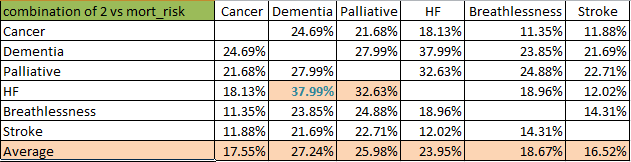 combination of 2 vs mort_risk Cancer Dementia Palliative HF Breathlessness Stroke
Cancer 24.69% 21.68% 18.13% 11.35% 11.88%
Dementia 24.69% 27.99% 37.99% 23.85% 21.69%
Palliative 21.68% 27.99% 32.63% 24.88% 22.71%
HF 18.13% 37.99% 32.63% 18.96% 12.02%
Breathlessness 11.35% 23.85% 24.88% 18.96% 14.31%
Stroke 11.88% 21.69% 22.71% 12.02% 14.31%
Average 17.55% 27.24% 25.98% 23.95% 18.67% 16.52%